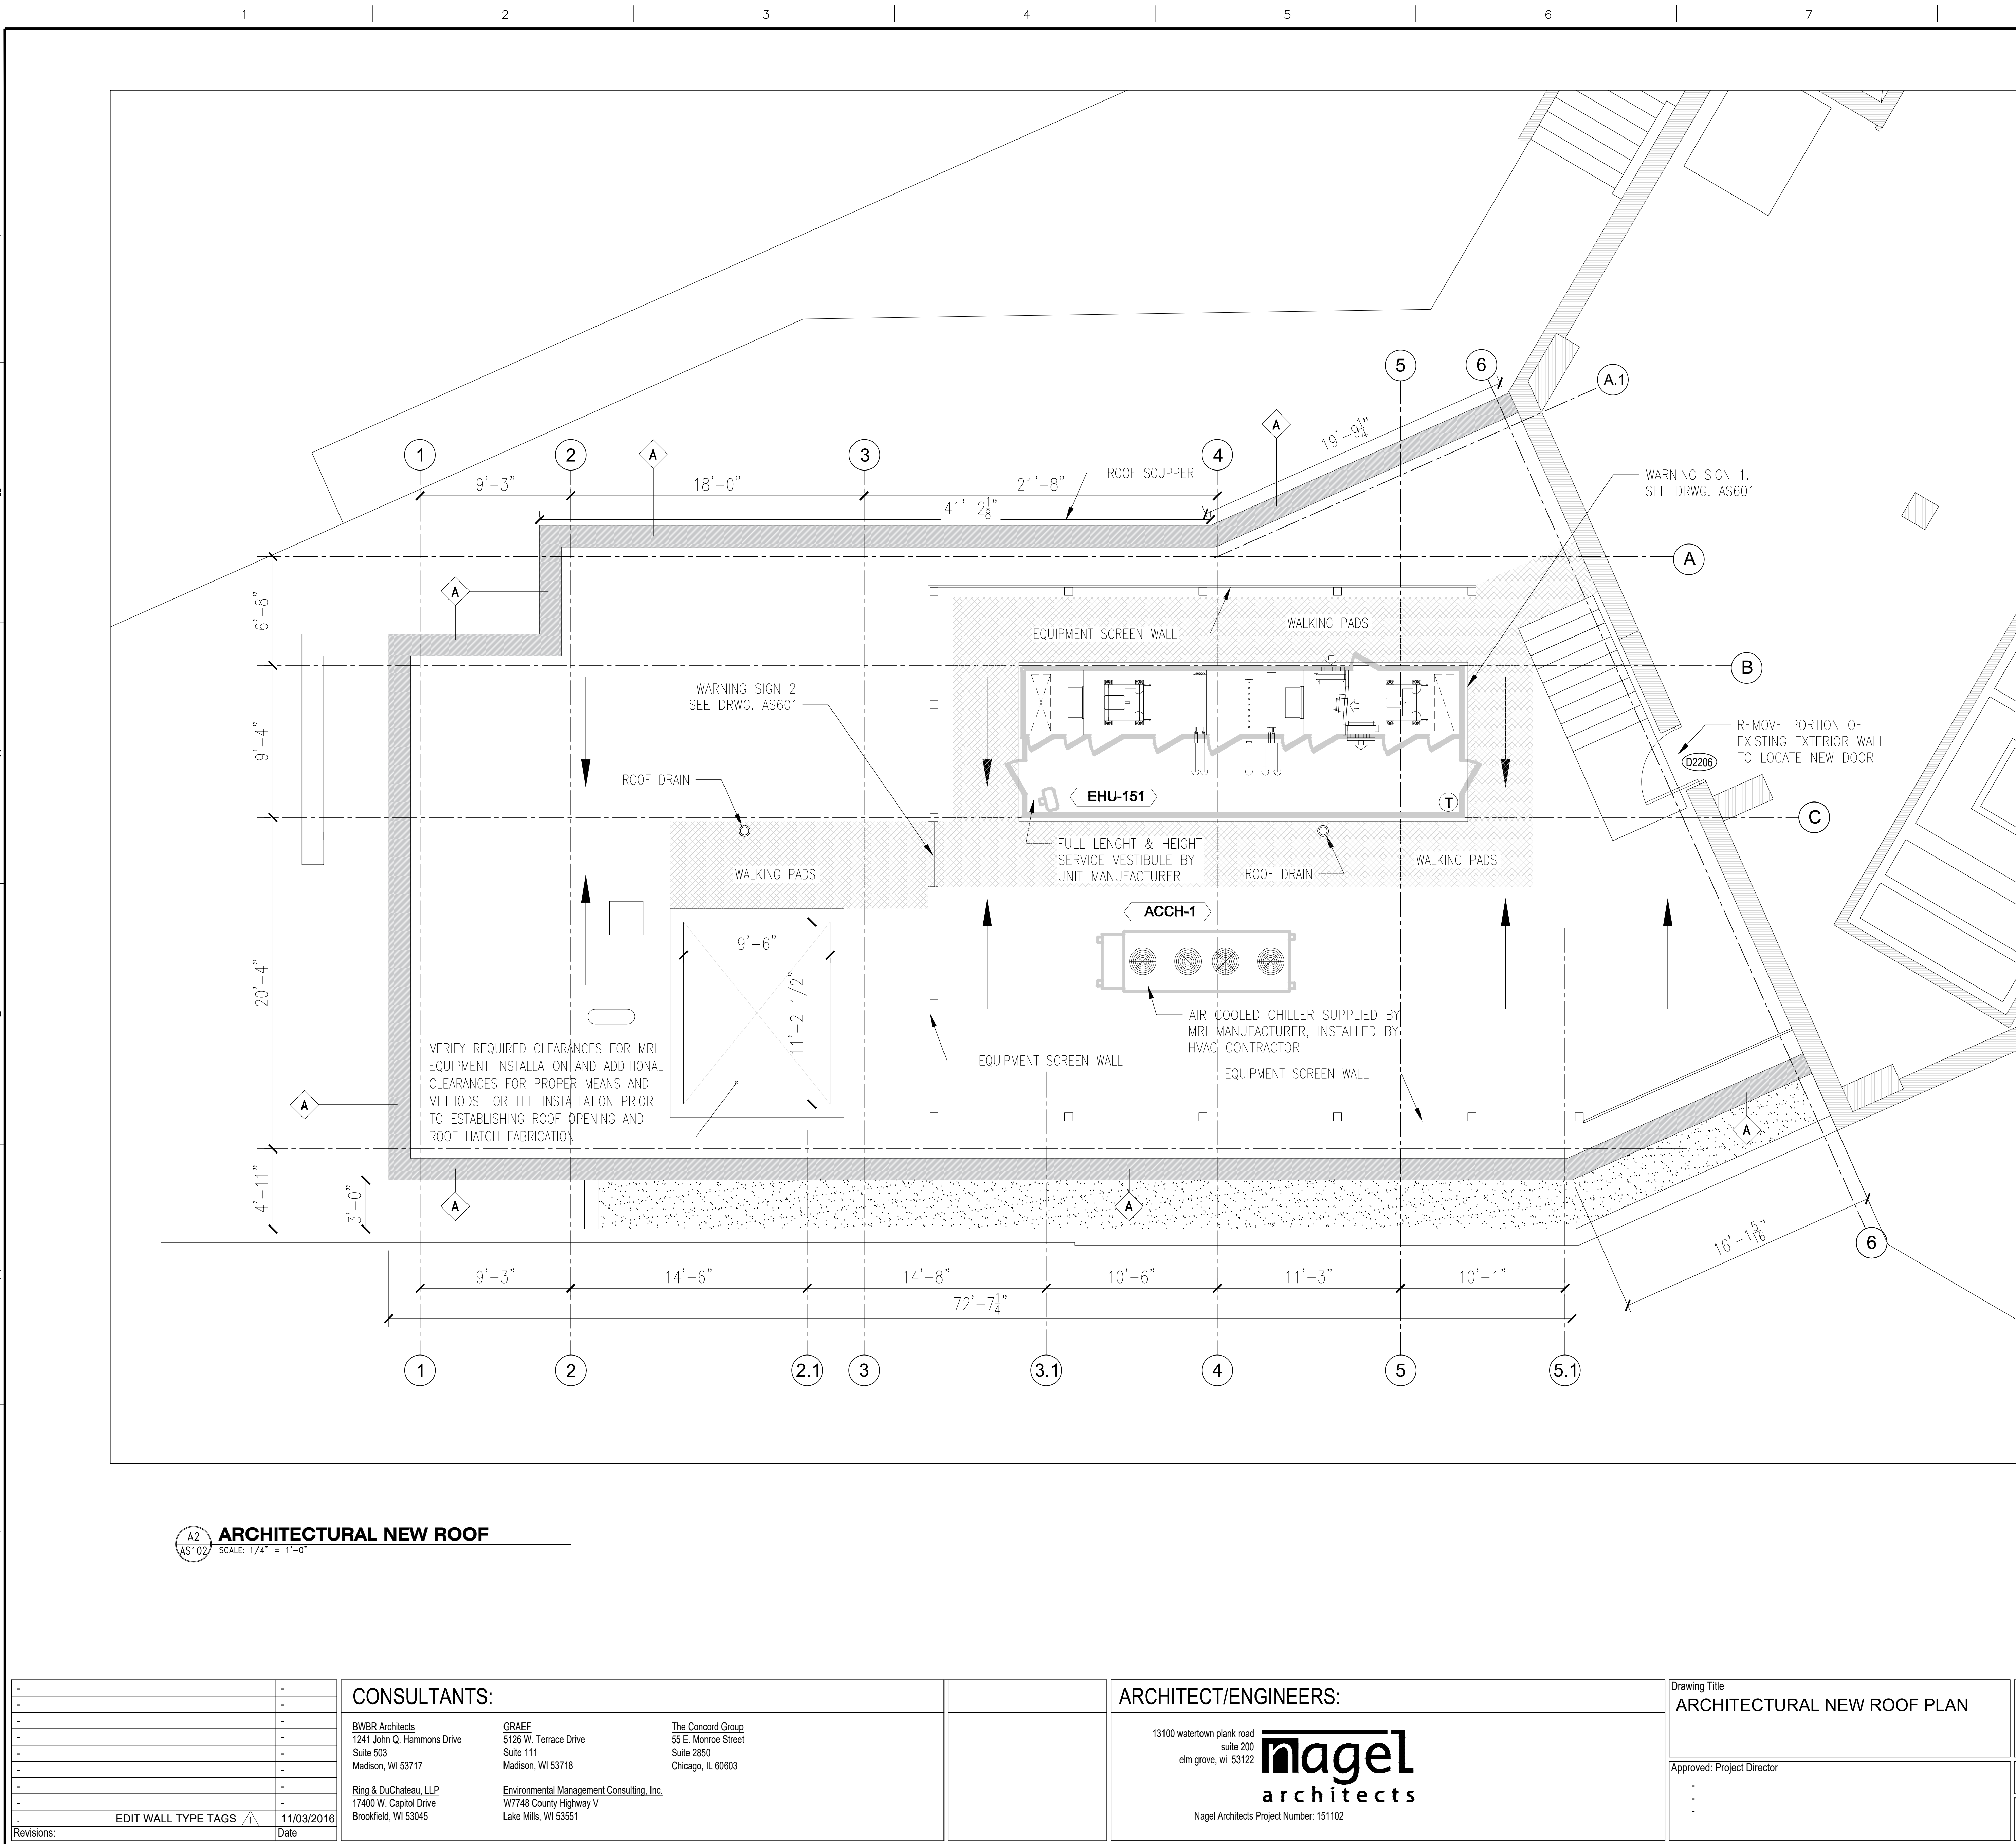 1 2 3 4 5 6 7
5
6
A.1
19'-9 1/4"
A
1
2
A
3
4
ROOF SCUPPER
WARNING SIGN 1.
SEE DRWG. AS601
9'-3"
18'-0"
21'-8"
41'-2 1/8"
A
A
6'-8"
EQUIPMENT SCREEN WALL
WALKING PADS
B
WARNING SIGN 2
SEE DRWG. AS601
9'-4"
REMOVE PORTION OF
EXISTING EXTERIOR WALL
TO LOCATE NEW DOOR
D2206
ROOF DRAIN
EHU-151
T
C
FULL LENGHT & HEIGHT
SERVICE VESTIBULE BY
UNIT MANUFACTURER
ROOF DRAIN
WALKING PADS
WALKING PADS
ACCH-1
9'-6"
11'-2 1/2"
20'-4"
AIR COOLED CHILLER SUPPLIED BY
MRI MANUFACTURER, INSTALLED BY
HVAC CONTRACTOR
VERIFY REQUIRED CLEARANCES FOR MRI
EQUIPMENT INSTALLATION AND ADDITIONAL
CLEARANCES FOR PROPER MEANS AND
METHODS FOR THE INSTALLATION PRIOR
TO ESTABLISHING ROOF OPENING AND
ROOF HATCH FABRICATION
EQUIPMENT SCREEN WALL
EQUIPMENT SCREEN WALL
A
A
4'-11"
3'-0"
A
A
16'-1 5/16"
6
9'-3"
14'-6"
14'-8"
10'-6"
11'-3"
10'-1"
72'-7 1/4"
1
2
2.1
3
3.1
4
5
5.1
A2
AS102
ARCHITECTURAL NEW ROOF
SCALE: 1/4" = 1'-0"
- -
- -
- -
- -
- -
- -
- -
- -
. EDIT WALL TYPE TAGS 1 11/03/2016
Revisions: Date
CONSULTANTS:
BWBR Architects
1241 John Q. Hammons Drive
Suite 503
Madison, WI 53717
GRAEF
5126 W. Terrace Drive
Suite 111
Madison, WI 53718
The Concord Group
55 E. Monroe Street
Suite 2850
Chicago, IL 60603
Ring & DuChateau, LLP
17400 W. Capitol Drive
Brookfield, WI 53045
Environmental Management Consulting, Inc.
W7748 County Highway V
Lake Mills, WI 53551
ARCHITECT/ENGINEERS:
13100 watertown plank road
suite 200
elm grove, wi 53122
nagel
architects
Nagel Architects Project Number: 151102
Drawing Title
ARCHITECTURAL NEW ROOF PLAN
Approved: Project Director
-
-
-